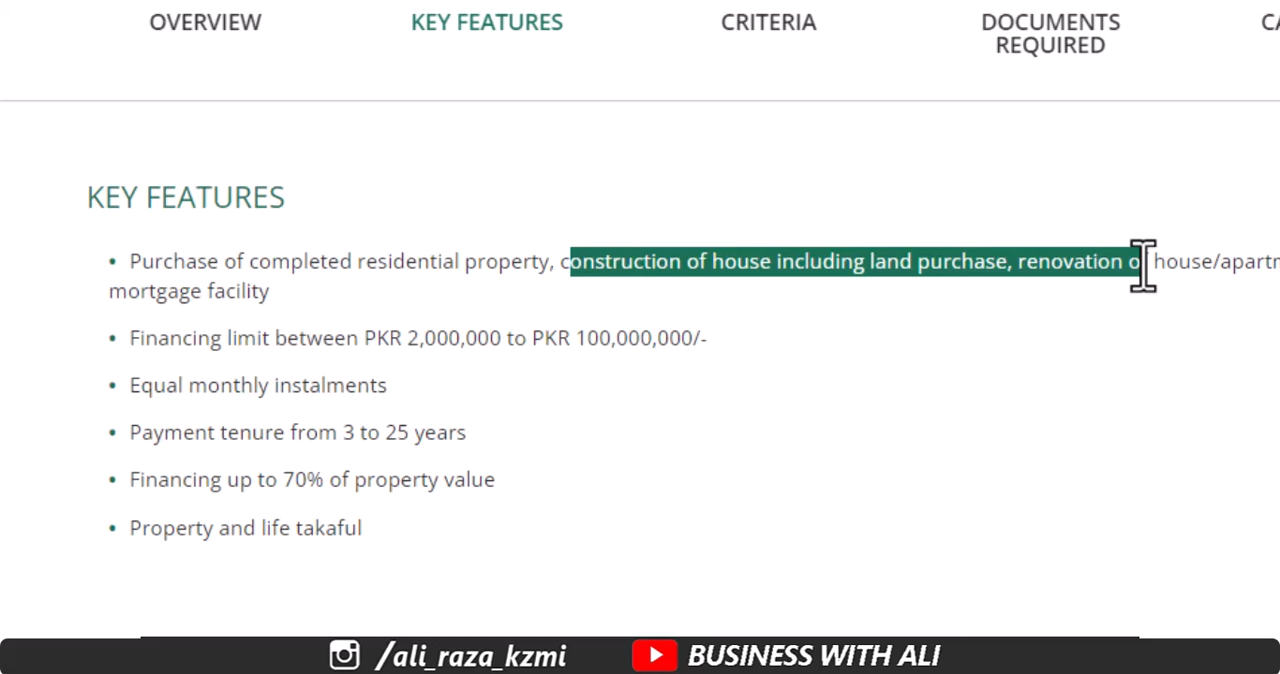 OVERVIEW
KEY FEATURES
CRITERIA
DOCUMENTS
REQUIRED
KEY FEATURES
• Purchase of completed residential property, construction of house including land purchase, renovation of house/apartm
mortgage facility
• Financing limit between PKR 2,000,000 to PKR 100,000,000/-
• Equal monthly instalments
• Payment tenure from 3 to 25 years
• Financing up to 70% of property value
• Property and life takaful
/ali_raza_kzmi
BUSINESS WITH ALI